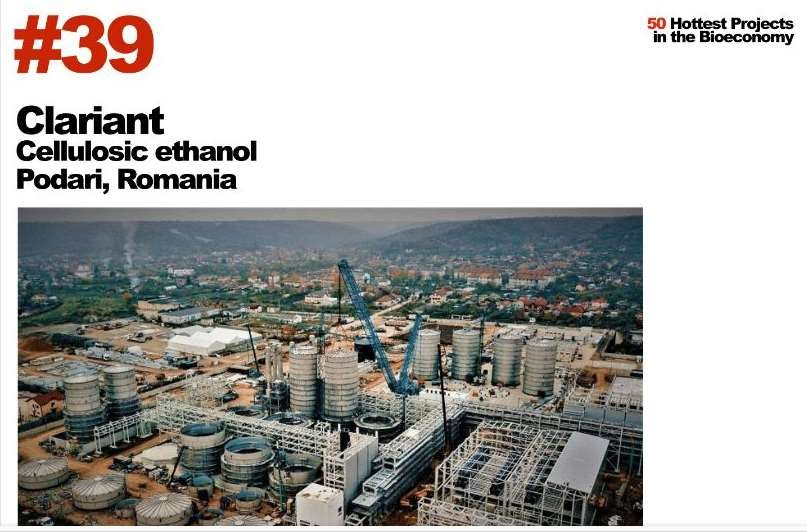 #39
50 Hottest Projects
in the Bioeconomy
Clariant
Cellulosic ethanol
Podari, Romania